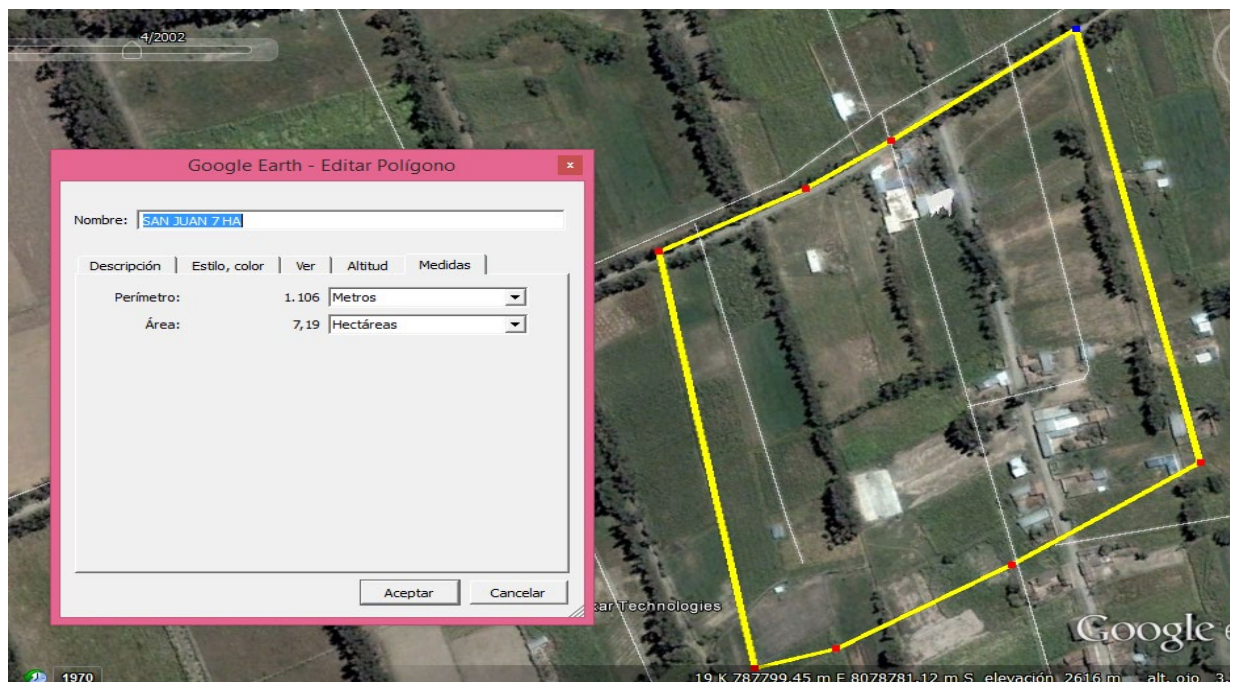 4/2002
Google Earth - Editar Polígono
x
Nombre: SAN JUAN 7 HA
Descripción Estilo, color Ver Altitud Medidas
Perímetro: 1.106 Metros
Área: 7,19 Hectáreas
Aceptar Cancelar
Technologies
Google
1970
19 K 787799.45 m E 8078781.12 m S elevación 2616 m alt. ojo 3.